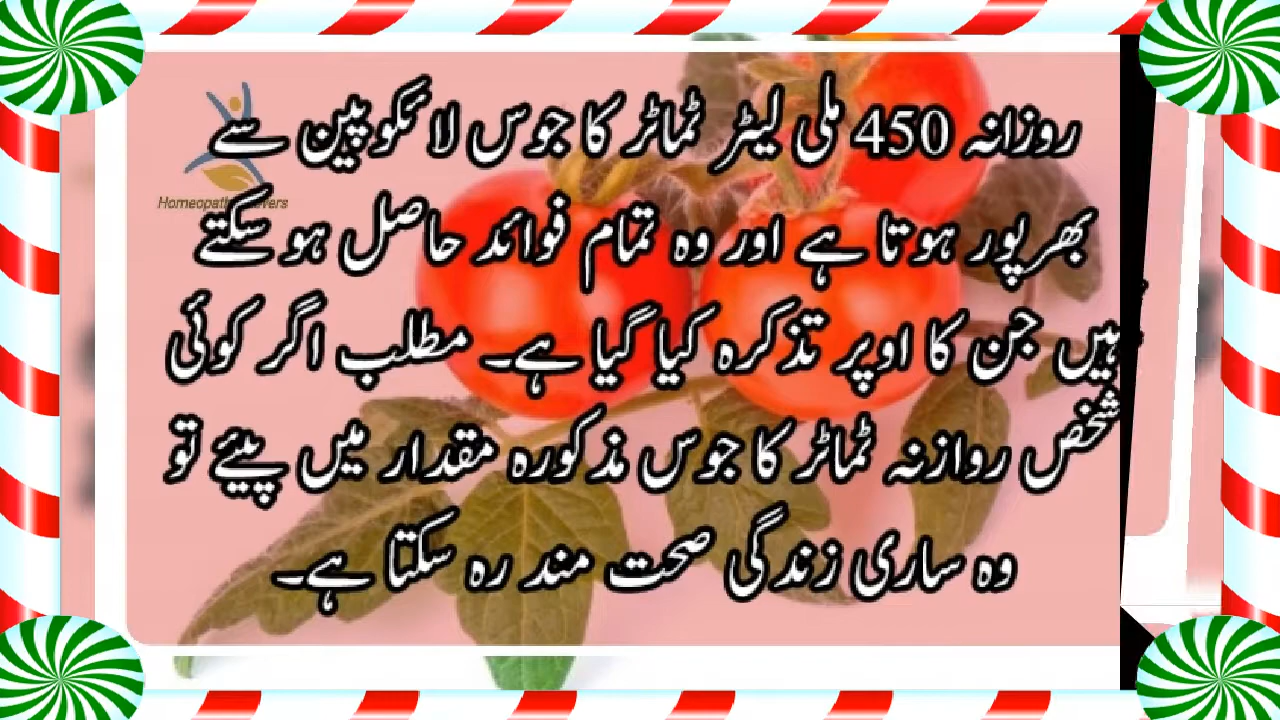 روزانہ 450 ملی لیٹر ٹماٹر کا جوس لائکوپین سے
بھرپور ہوتا ہے اور وہ تمام فوائد حاصل ہو سکتے
ہیں جن کا اوپر تذکرہ کیا گیا ہے۔ مطلب اگر کوئی
شخص روازنہ ٹماٹر کا جوس مذکورہ مقدار میں پیئے تو
وہ ساری زندگی صحت مند رہ سکتا ہے۔